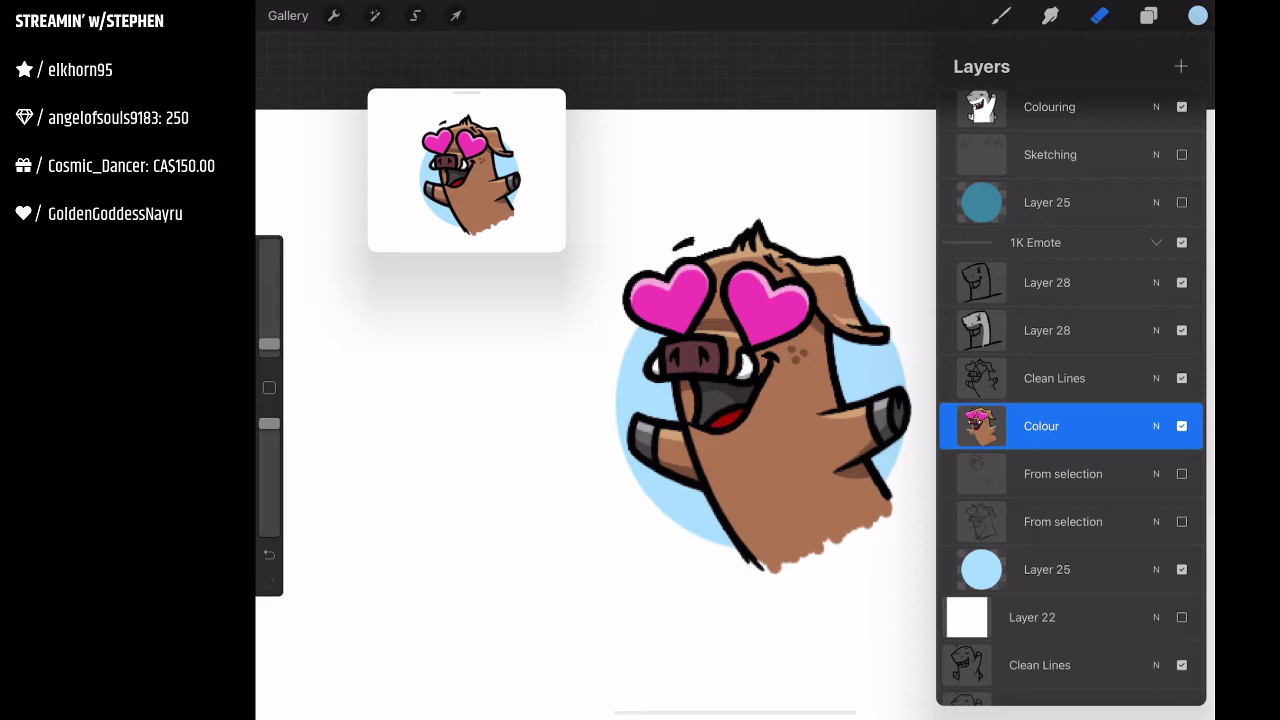 STREAMIN' w/STEPHEN
/ elkhorn95
/ angelofsouls9183: 250
/ Cosmic_Dancer: CA$150.00
/ GoldenGoddessNayru
Gallery
Layers
Colouring N
Sketching N
Layer 25 N
1K Emote
Layer 28 N
Layer 28 N
Clean Lines N
Colour N
From selection N
From selection N
Layer 25 N
Layer 22 N
Clean Lines N